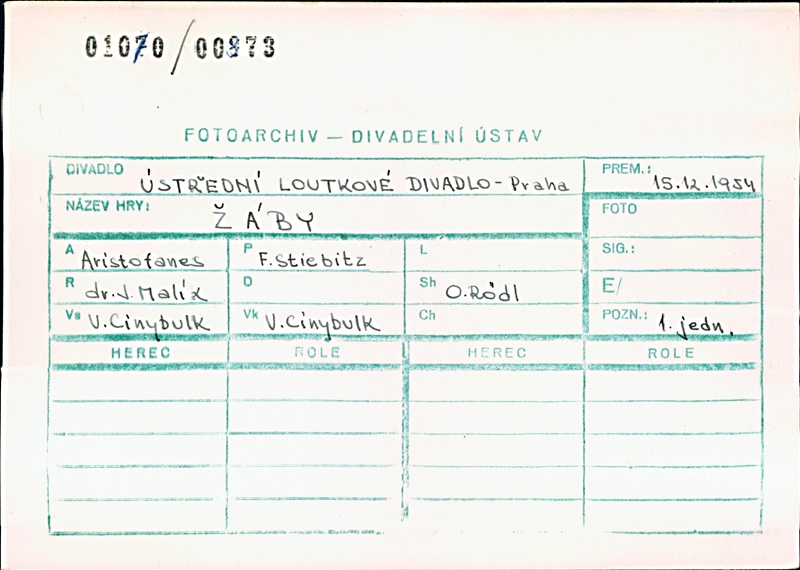 01070/00873
FOTOARCHIV — DIVADELNÍ ÚSTAV
DIVADLO ÚSTŘEDNÍ LOUTKOVÉ DIVADLO - Praha
PREM.: 15.12.1954
NÁZEV HRY: ŽÁBY
FOTO
A Aristofanes P F. Stiebitz L SIG.:
R dr. J. Malík D Sh O. Rödl E/
Vs V. Cinybulk Vk V. Cinybulk Ch POZN.: 1. jedn.
HEREC ROLE HEREC ROLE